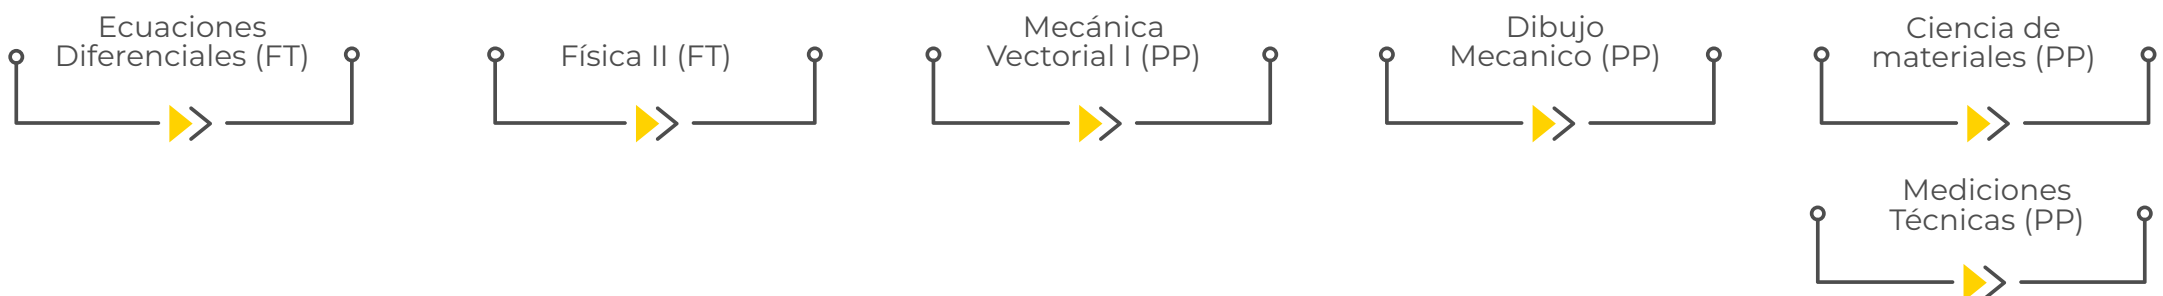 Ecuaciones
Diferenciales (FT)
Física II (FT)
Mecánica
Vectorial I (PP)
Dibujo
Mecanico (PP)
Ciencia de
materiales (PP)
Mediciones
Técnicas (PP)